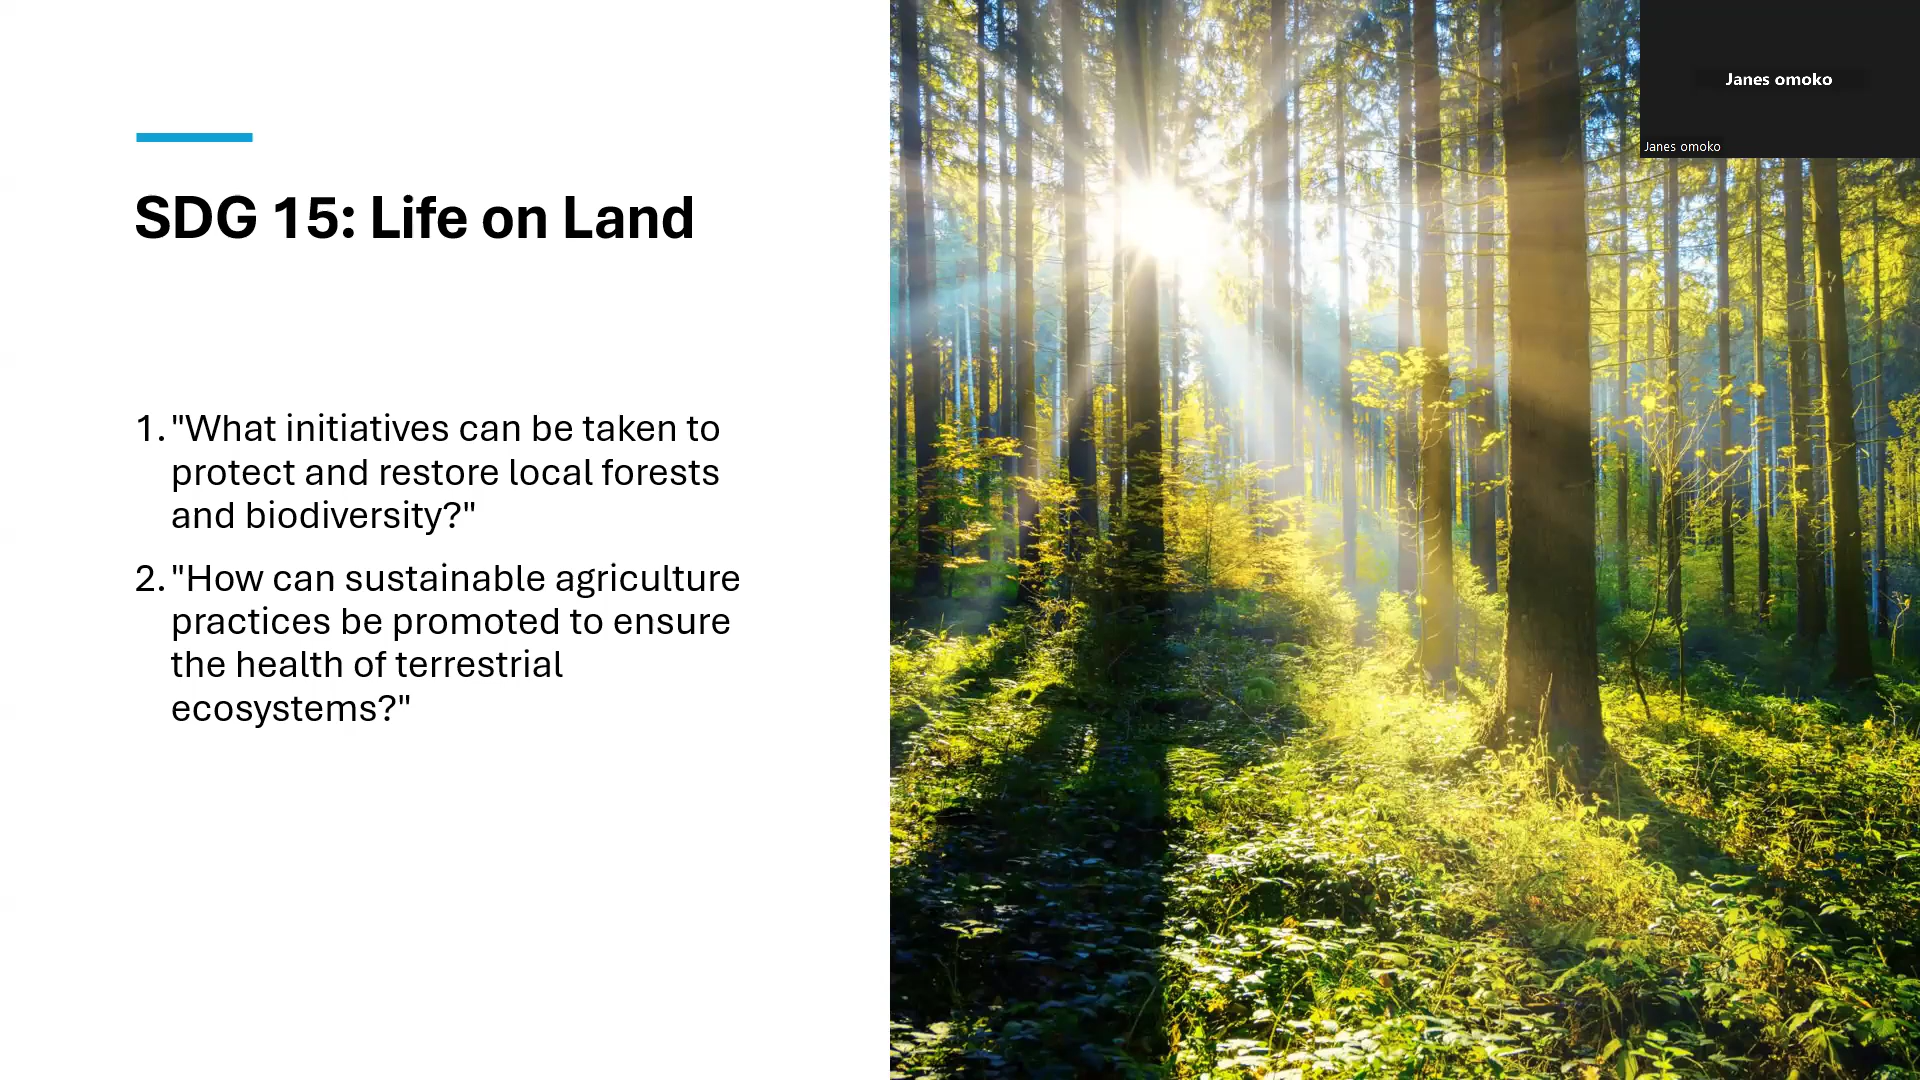 SDG 15: Life on Land
1. "What initiatives can be taken to
protect and restore local forests
and biodiversity?"
2. "How can sustainable agriculture
practices be promoted to ensure
the health of terrestrial
ecosystems?"
Janes omoko
Janes omoko